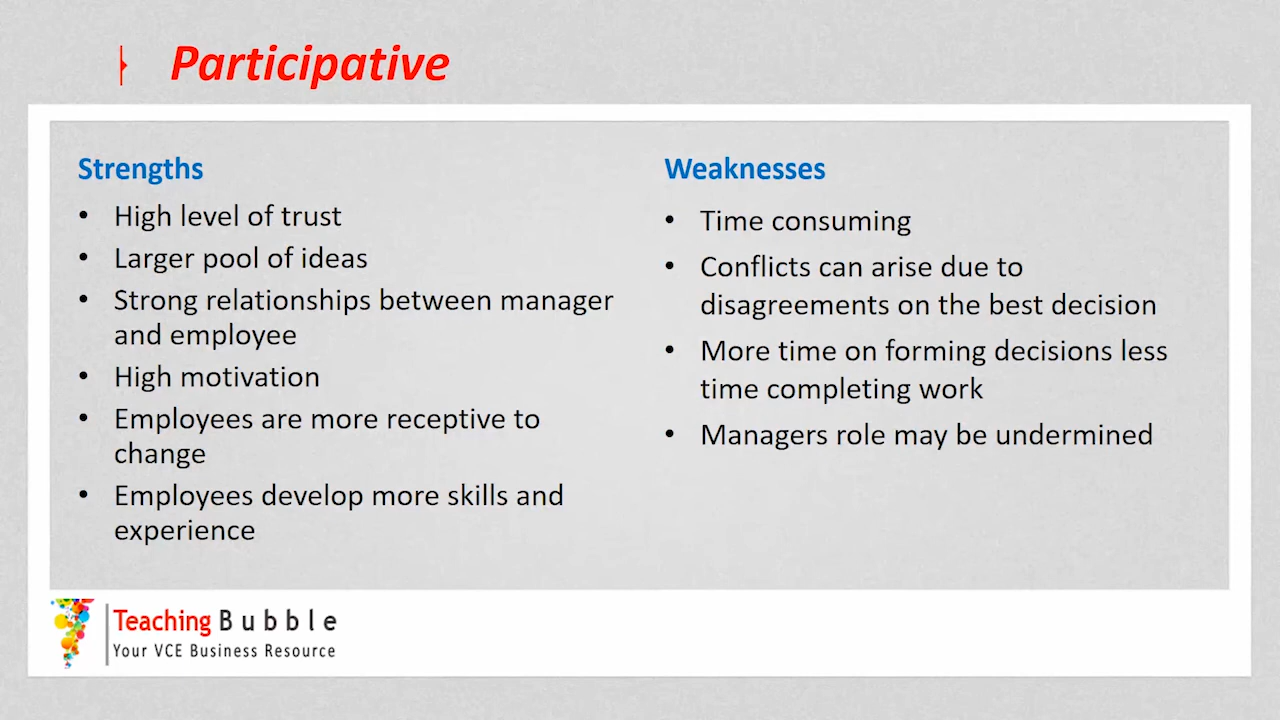 Participative
Strengths
• High level of trust
• Larger pool of ideas
• Strong relationships between manager
and employee
• High motivation
• Employees are more receptive to
change
• Employees develop more skills and
experience
Weaknesses
• Time consuming
• Conflicts can arise due to
disagreements on the best decision
• More time on forming decisions less
time completing work
• Managers role may be undermined
Teaching Bubble
Your VCE Business Resource